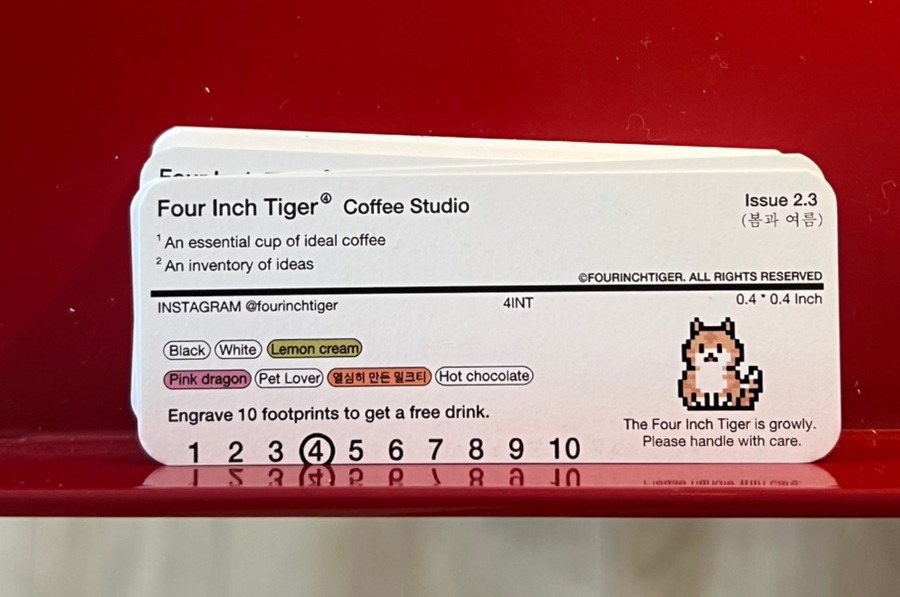 Four Inch Tiger④ Coffee Studio
Issue 2.3
(봄과 여름)
¹ An essential cup of ideal coffee
² An inventory of ideas
©FOURINCHTIGER. ALL RIGHTS RESERVED
INSTAGRAM @fourinchtiger 4INT 0.4 * 0.4 Inch
Black White Lemon cream
Pink dragon Pet Lover 열심히 만든 밀크티 Hot chocolate
Engrave 10 footprints to get a free drink.
1 2 3 4 5 6 7 8 9 10
The Four Inch Tiger is growly.
Please handle with care.